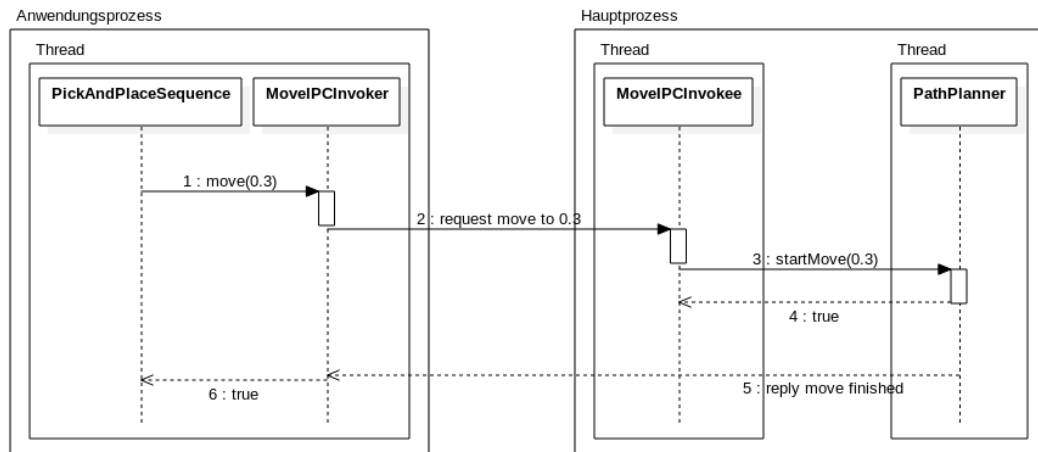 Anwendungsprozess
Hauptprozess
Thread
Thread
Thread
PickAndPlaceSequence
MoveIPCInvoker
MoveIPCInvokee
PathPlanner
1 : move(0.3)
2 : request move to 0.3
3 : startMove(0.3)
4 : true
5 : reply move finished
6 : true